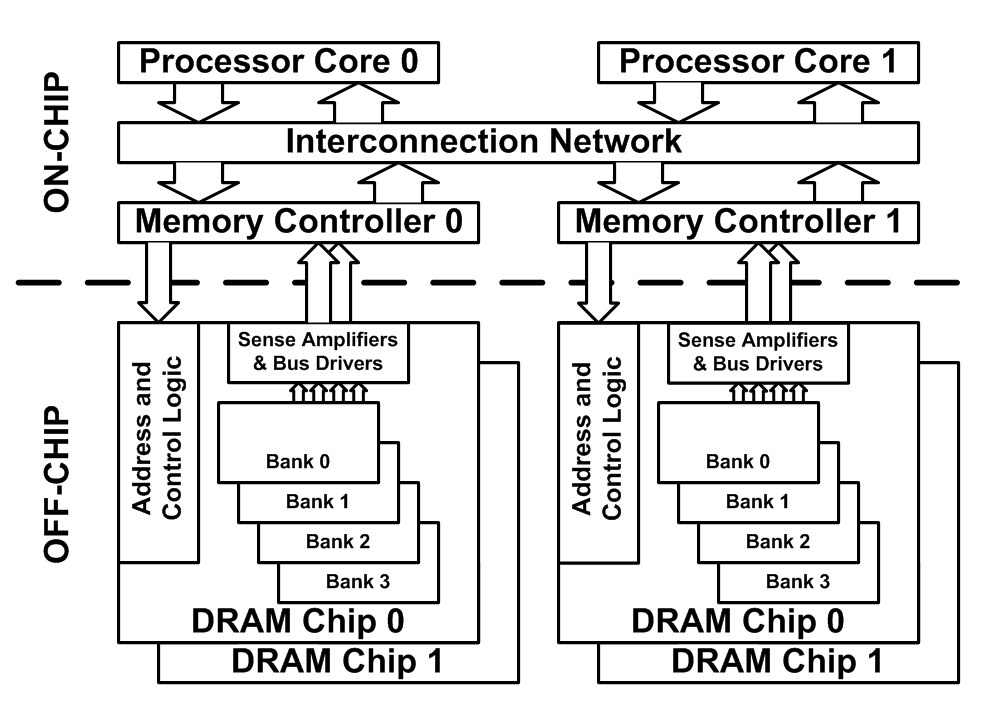 ON-CHIP
Processor Core 0
Processor Core 1
Interconnection Network
Memory Controller 0
Memory Controller 1
OFF-CHIP
Address and
Control Logic
Sense Amplifiers
& Bus Drivers
Bank 0
Bank 1
Bank 2
Bank 3
DRAM Chip 0
DRAM Chip 1
Address and
Control Logic
Sense Amplifiers
& Bus Drivers
Bank 0
Bank 1
Bank 2
Bank 3
DRAM Chip 0
DRAM Chip 1